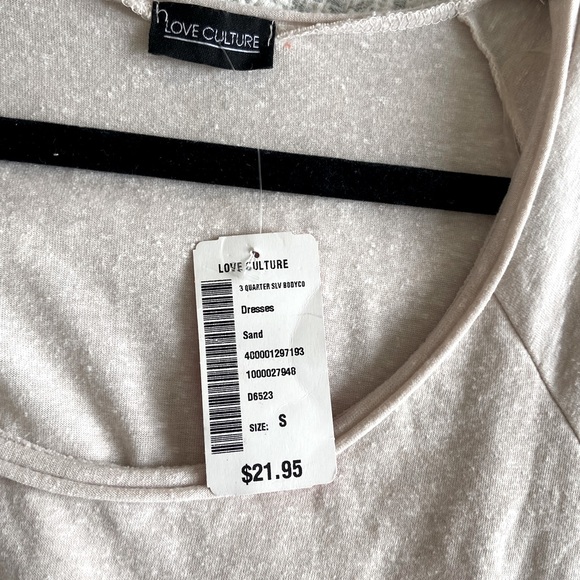 LOVE CULTURE
LOVE CULTURE
3 QUARTER SLV BODYCO
Dresses
Sand
400001297193
1000027948
D6523
SIZE: S
$21.95